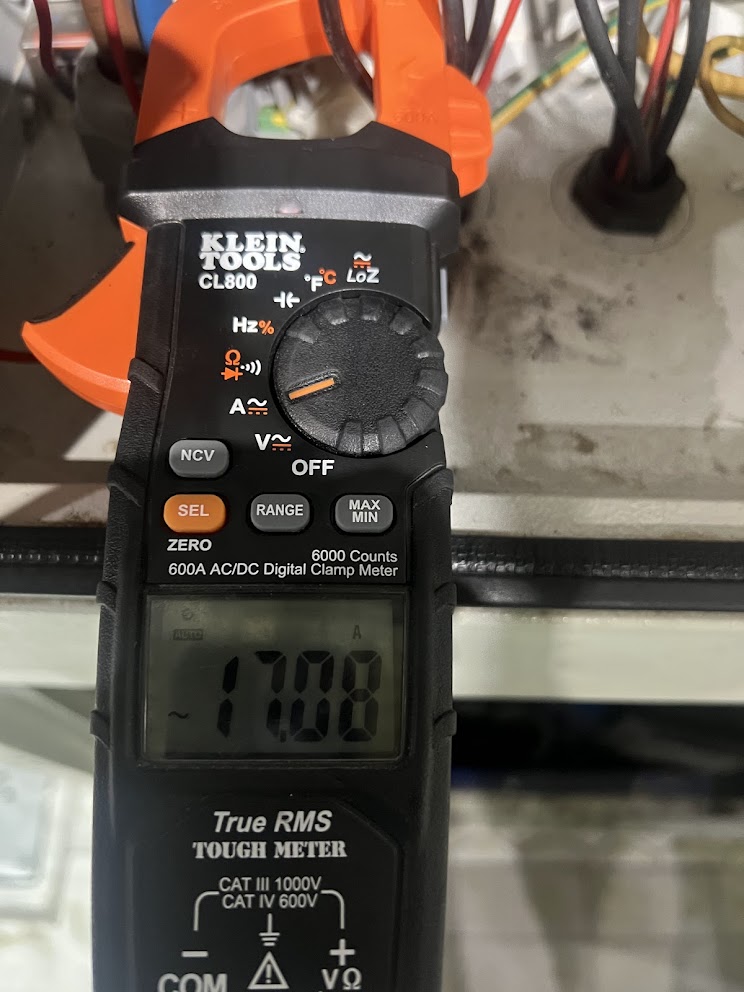 KLEIN
TOOLS®
CL800
°F°C
LoZ
Hz%
Ω
A
V
OFF
NCV
SEL
RANGE
MAX
MIN
ZERO
6000 Counts
600A AC/DC Digital Clamp Meter
AUTO
A
~ 17.08
True RMS
TOUGH METER
CAT III 1000V
CAT IV 600V
− +
COM
VΩ